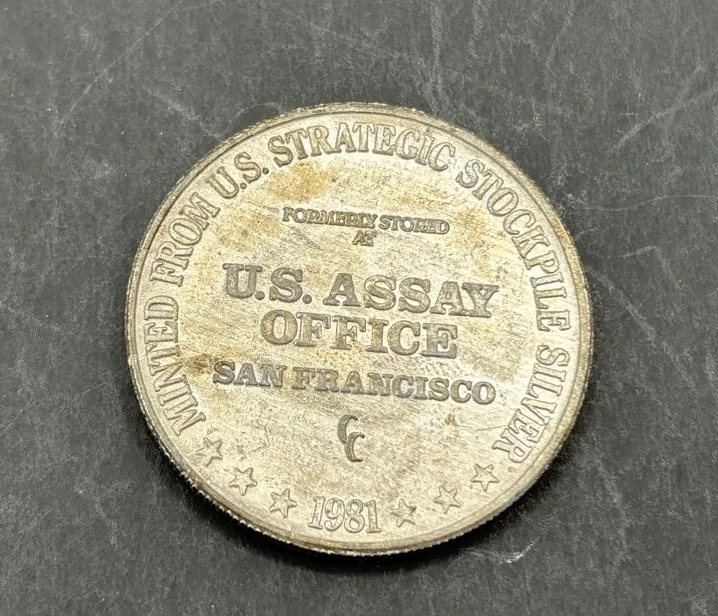 MINTED FROM U.S. STRATEGIC STOCKPILE SILVER
FORMERLY STORED
AT
U.S. ASSAY
OFFICE
SAN FRANCISCO
CC
1981